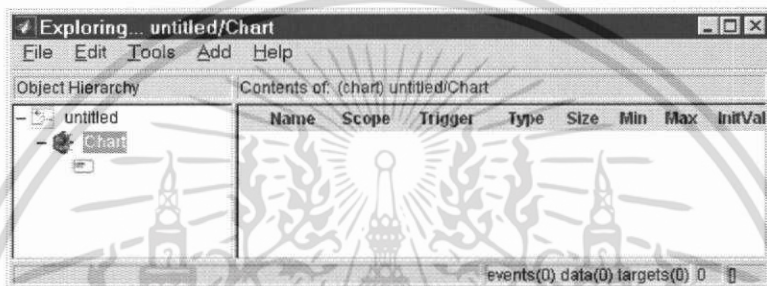 Exploring... untitled/Chart
File Edit Tools Add Help
Object Hierarchy
Contents of: (chart) untitled/Chart
untitled
Chart
Name Scope Trigger Type Size Min Max InitVal
events(0) data(0) targets(0) 0